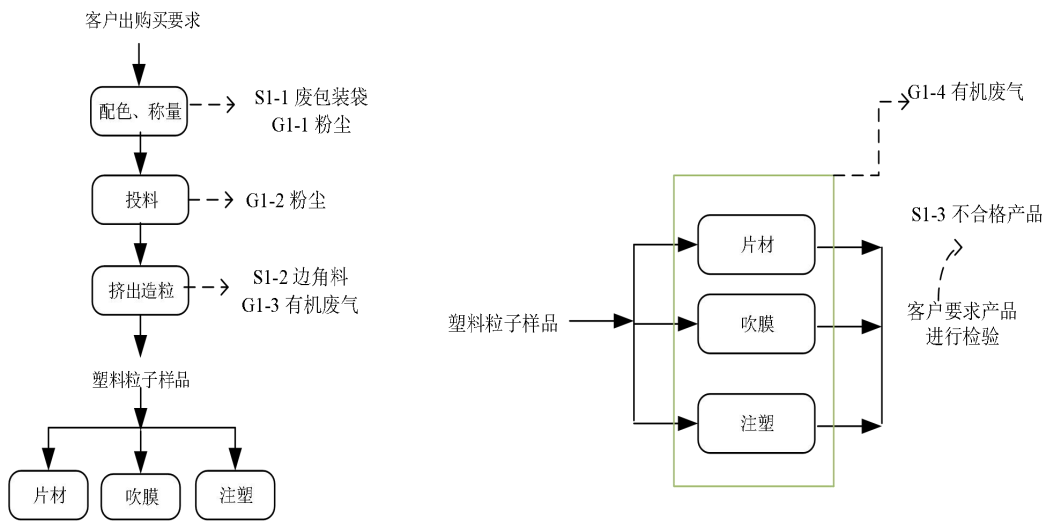 客户出购买要求
配色、称量
S1-1 废包装袋
G1-1 粉尘
投料
G1-2 粉尘
挤出造粒
S1-2 边角料
G1-3 有机废气
塑料粒子样品
片材
吹膜
注塑
G1-4 有机废气
塑料粒子样品
片材
吹膜
注塑
S1-3 不合格产品
客户要求产品
进行检验